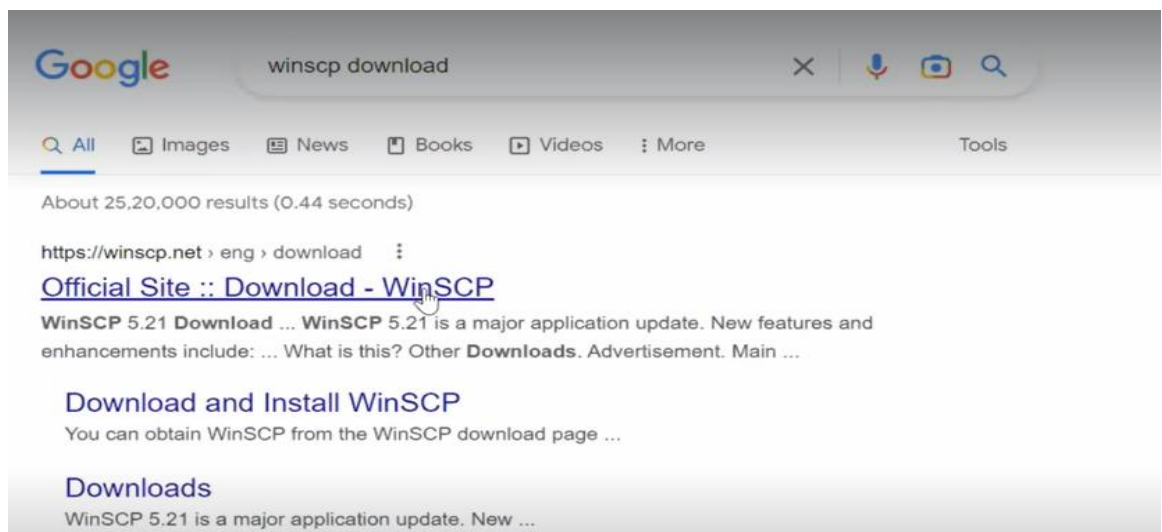 Google
winscp download
All Images News Books Videos More Tools
About 25,20,000 results (0.44 seconds)
https://winscp.net › eng › download
Official Site :: Download - WinSCP
WinSCP 5.21 Download ... WinSCP 5.21 is a major application update. New features and
enhancements include: ... What is this? Other Downloads. Advertisement. Main ...
Download and Install WinSCP
You can obtain WinSCP from the WinSCP download page ...
Downloads
WinSCP 5.21 is a major application update. New ...